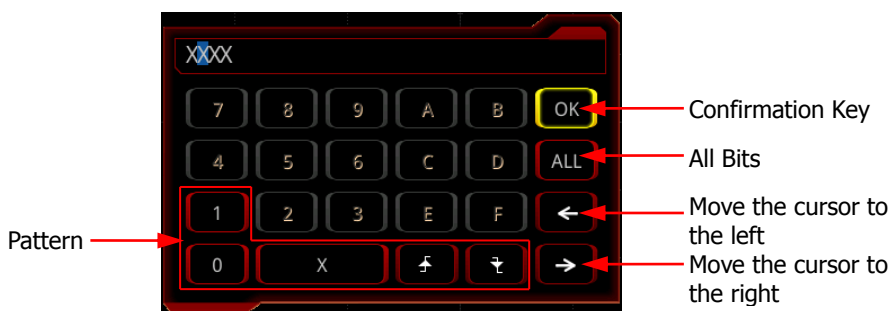 XXXX
7 8 9 A B OK
Confirmation Key
4 5 6 C D ALL
All Bits
1 2 3 E F ←
Move the cursor to
the left
Pattern
0 X →
Move the cursor to
the right